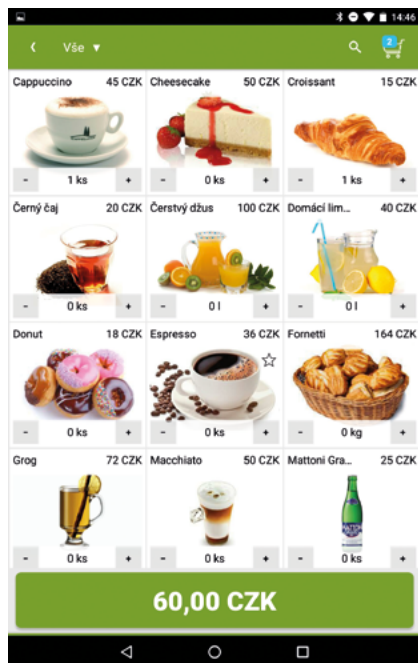 14:46
Vše ▼
2
Cappuccino 45 CZK
Cheesecake 50 CZK
Croissant 15 CZK
- 1 ks +
- 0 ks +
- 1 ks +
Černý čaj 20 CZK
Čerstvý džus 100 CZK
Domácí lim... 40 CZK
- 0 ks +
- 0 l +
- 0 l +
Donut 18 CZK
Espresso 36 CZK
Fornetti 164 CZK
- 0 ks +
- 0 ks +
- 0 kg +
Grog 72 CZK
Macchiato 50 CZK
Mattoni Gra... 25 CZK
- 0 ks +
- 0 ks +
- 0 ks +
60,00 CZK